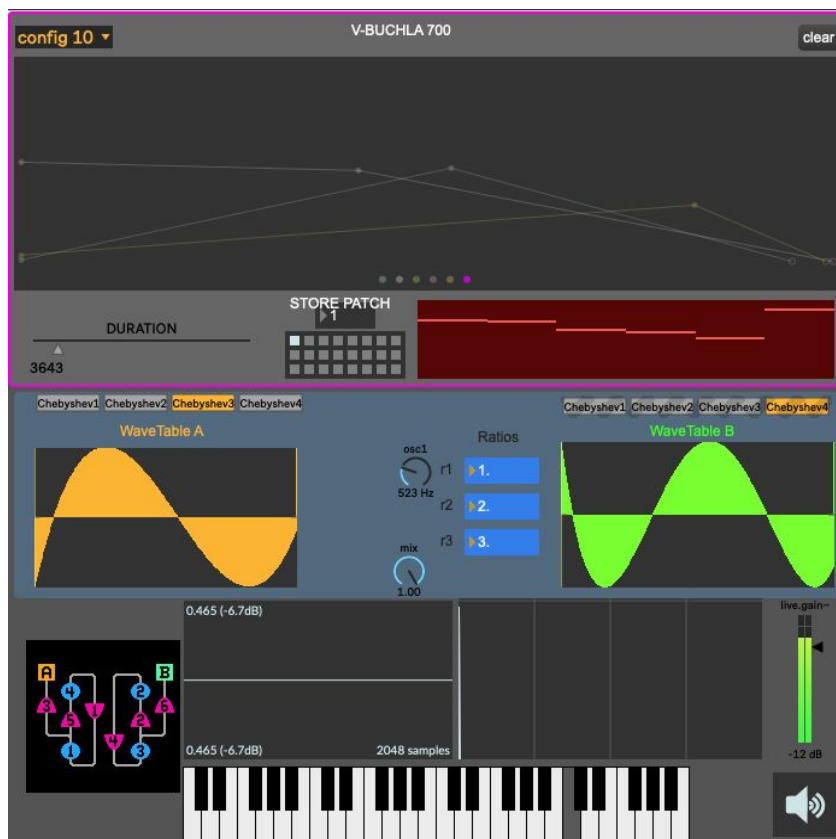 config 10
V-BUCHLA 700
clear
STORE PATCH
1
DURATION
3643
Chebyshev1 Chebyshev2 Chebyshev3 Chebyshev4
Chebyshev1 Chebyshev2 Chebyshev3 Chebyshev4
WaveTable A
WaveTable B
Ratios
osc1
523 Hz
r1 1.
r2 2.
r3 3.
mix
1.00
0.465 (-6.7dB)
live.gain~
A B
4 2
3 5 1 2 6
4
1 3
0.465 (-6.7dB) 2048 samples
-12 dB